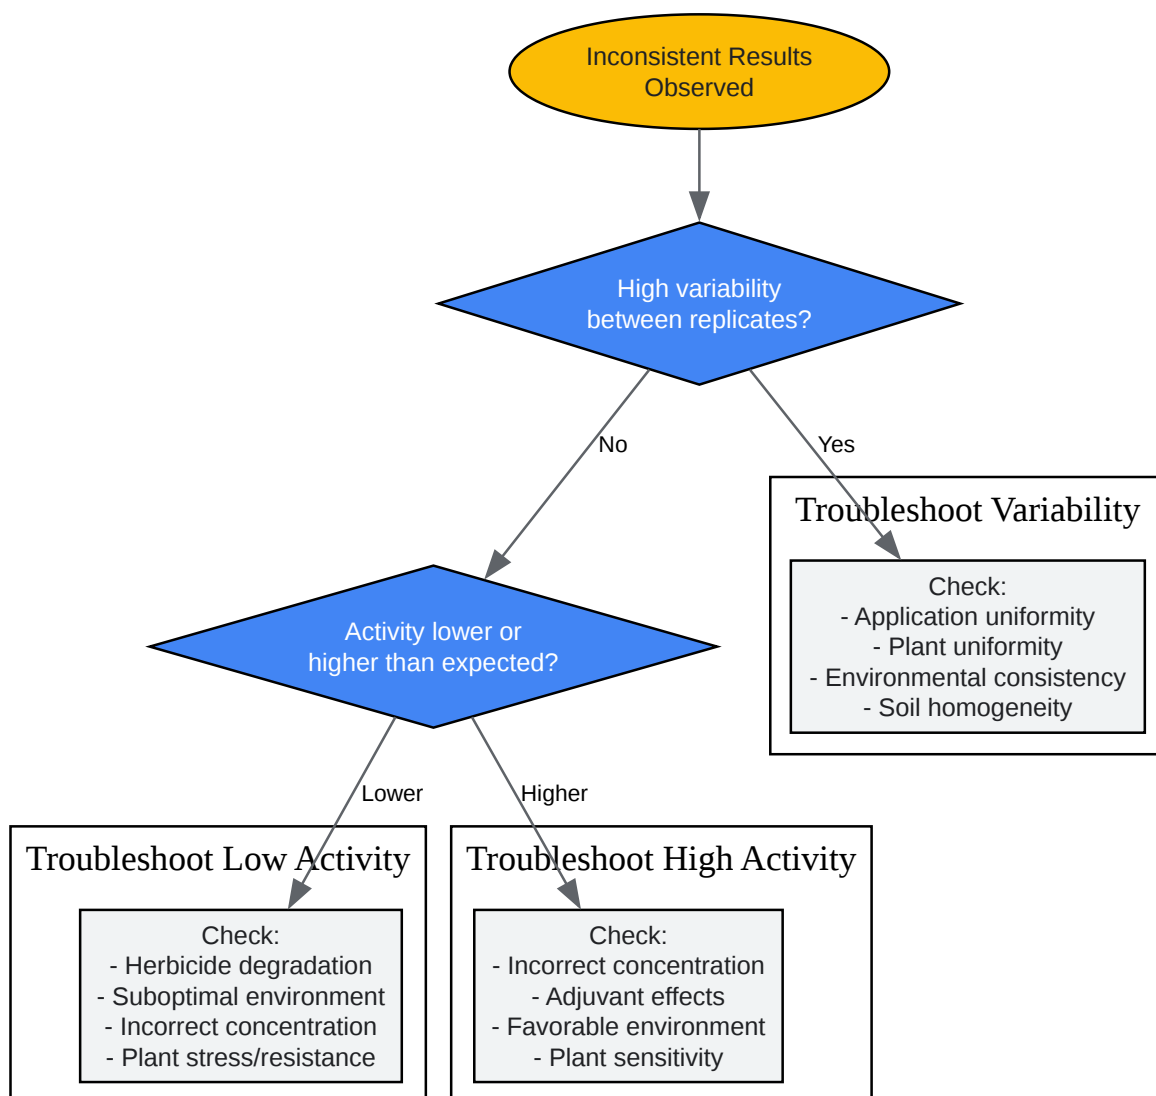 Inconsistent Results
Observed
High variability
between replicates?
No
Yes
Troubleshoot Variability
Check:
- Application uniformity
- Plant uniformity
- Environmental consistency
- Soil homogeneity
Activity lower or
higher than expected?
Lower
Higher
Troubleshoot Low Activity
Check:
- Herbicide degradation
- Suboptimal environment
- Incorrect concentration
- Plant stress/resistance
Troubleshoot High Activity
Check:
- Incorrect concentration
- Adjuvant effects
- Favorable environment
- Plant sensitivity